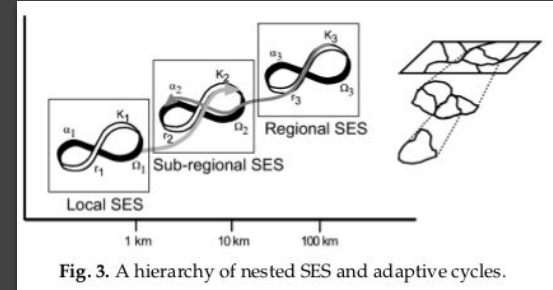 K3
α3
r3
Ω3
Regional SES
K2
α2
r2
Ω2
Sub-regional SES
K1
α1
r1
Ω1
Local SES
1 km
10 km
100 km
Fig. 3. A hierarchy of nested SES and adaptive cycles.